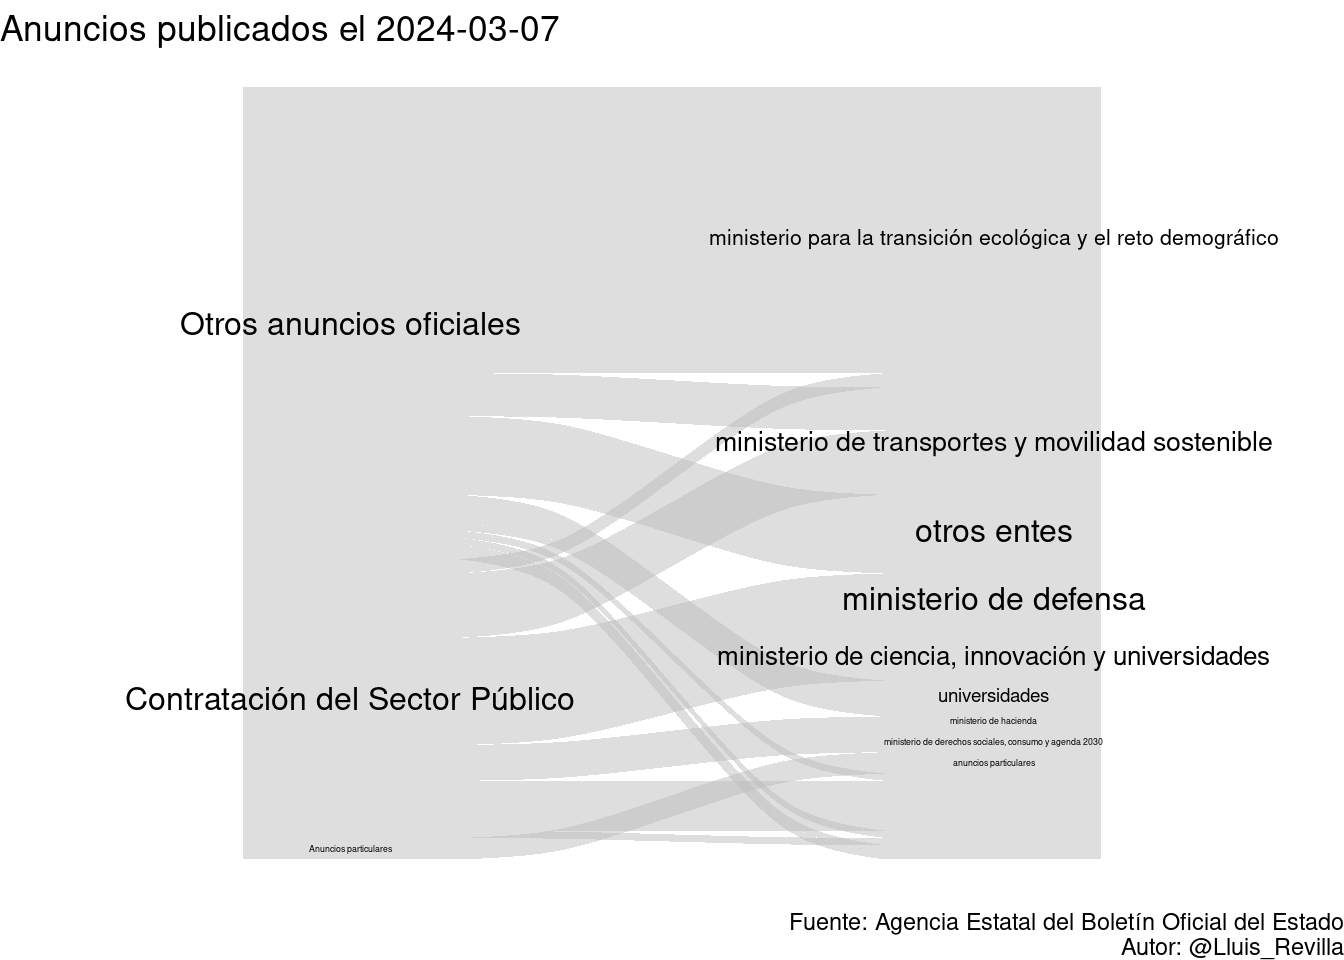 Anuncios publicados el 2024-03-07
ministerio para la transición ecológica y el reto demográfico
Otros anuncios oficiales
ministerio de transportes y movilidad sostenible
otros entes
ministerio de defensa
ministerio de ciencia, innovación y universidades
Contratación del Sector Público
universidades
ministerio de hacienda
ministerio de derechos sociales, consumo y agenda 2030
anuncios particulares
Anuncios particulares
Fuente: Agencia Estatal del Boletín Oficial del Estado
Autor: @Lluis_Revilla